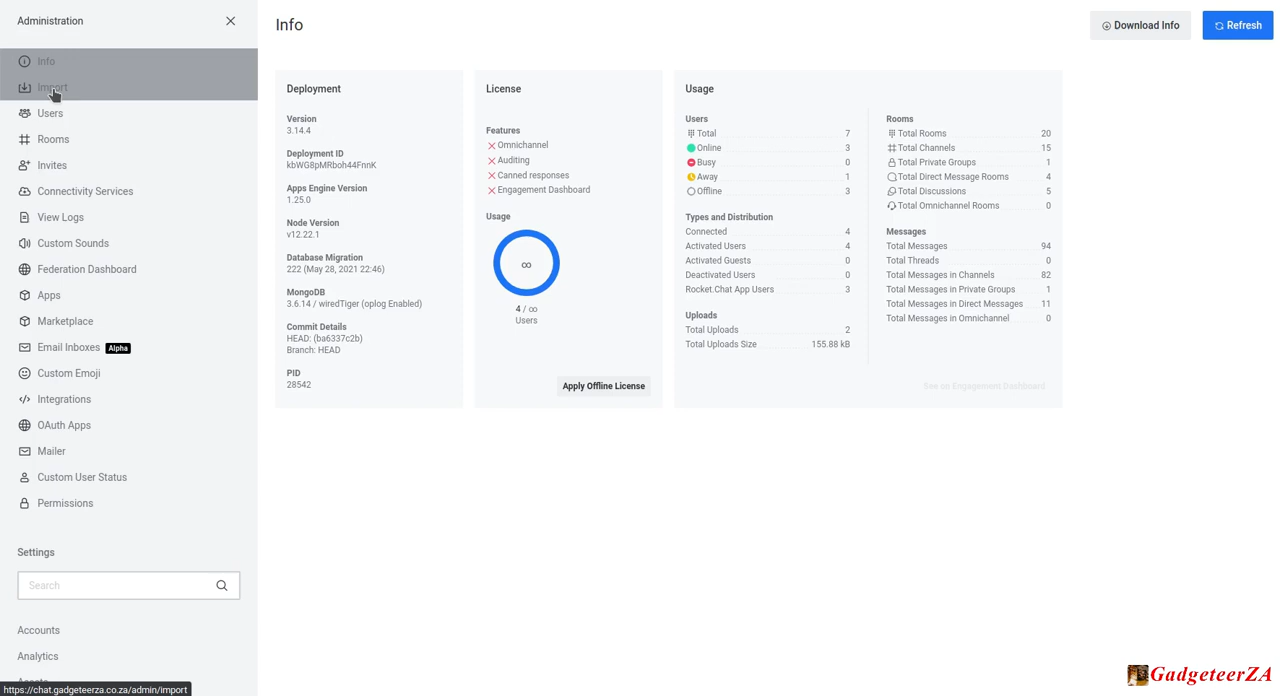 Administration
Info
Import
Users
Rooms
Invites
Connectivity Services
View Logs
Custom Sounds
Federation Dashboard
Apps
Marketplace
Email Inboxes Alpha
Custom Emoji
Integrations
OAuth Apps
Mailer
Custom User Status
Permissions
Settings
Search
Accounts
Analytics
Assets
https://chat.gadgeteerza.co.za/admin/import
Info
Download Info
Refresh
Deployment
Version
3.14.4
Deployment ID
kbWG8pMRboh44FnnK
Apps Engine Version
1.25.0
Node Version
v12.22.1
Database Migration
222 (May 28, 2021 22:46)
MongoDB
3.6.14 / wiredTiger (oplog Enabled)
Commit Details
HEAD: (ba6337c2b)
Branch: HEAD
PID
28542
License
Features
Omnichannel
Auditing
Canned responses
Engagement Dashboard
Usage
∞
4 / ∞
Users
Apply Offline License
Usage
Users
Total 7
Online 3
Busy 0
Away 1
Offline 3
Types and Distribution
Connected 4
Activated Users 4
Activated Guests 0
Deactivated Users 0
Rocket.Chat App Users 3
Uploads
Total Uploads 2
Total Uploads Size 155.88 kB
Rooms
Total Rooms 20
Total Channels 15
Total Private Groups 1
Total Direct Message Rooms 4
Total Discussions 5
Total Omnichannel Rooms 0
Messages
Total Messages 94
Total Threads 0
Total Messages in Channels 82
Total Messages in Private Groups 1
Total Messages in Direct Messages 11
Total Messages in Omnichannel 0
See on Engagement Dashboard
GadgeteerZA